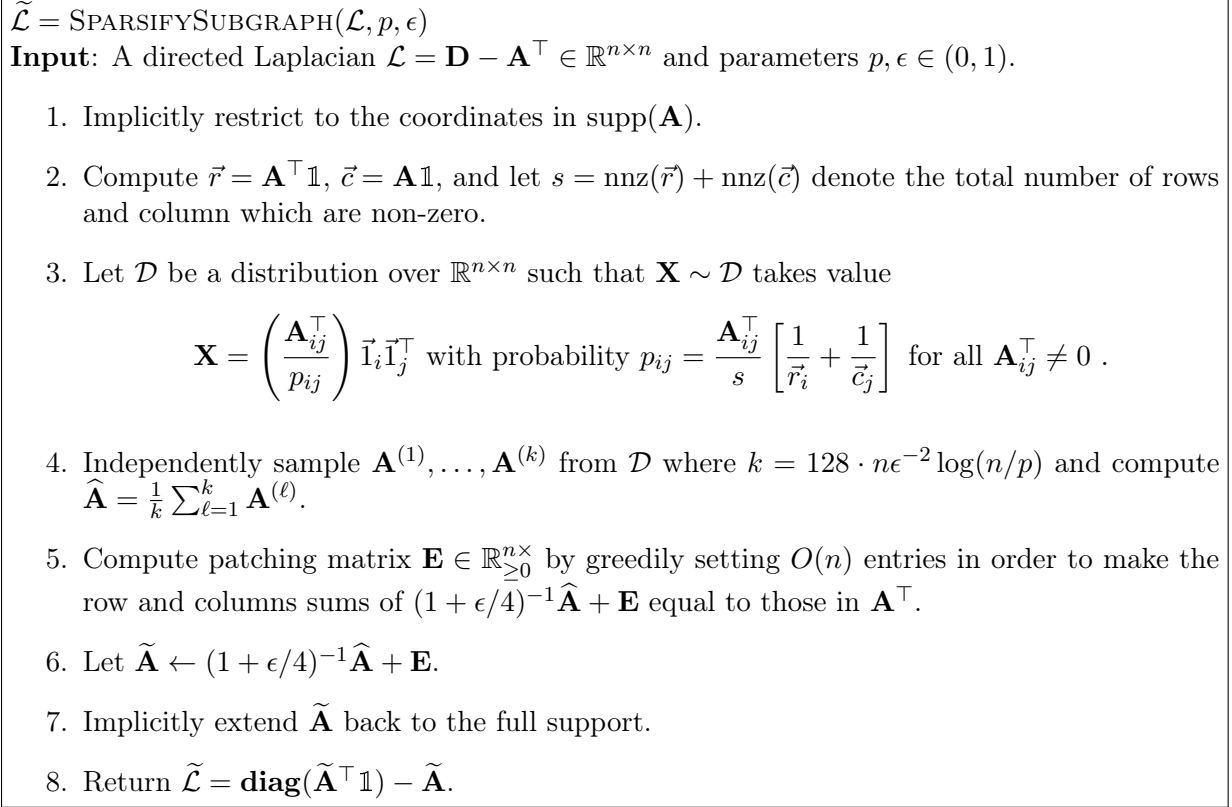 $\widetilde{\mathcal{L}} = \text{SPARSIFYSUBGRAPH}(\mathcal{L}, p, \epsilon)$
**Input**: A directed Laplacian $\mathcal{L} = \mathbf{D} - \mathbf{A}^\top \in \mathbb{R}^{n \times n}$ and parameters $p, \epsilon \in (0, 1)$.
1. Implicitly restrict to the coordinates in supp($\mathbf{A}$).
2. Compute $\vec{r} = \mathbf{A}^\top \mathbb{1}$, $\vec{c} = \mathbf{A}\mathbb{1}$, and let $s = \text{nnz}(\vec{r}) + \text{nnz}(\vec{c})$ denote the total number of rows
and column which are non-zero.
3. Let $\mathcal{D}$ be a distribution over $\mathbb{R}^{n \times n}$ such that $\mathbf{X} \sim \mathcal{D}$ takes value
$\mathbf{X} = \left( \frac{\mathbf{A}^\top_{ij}}{p_{ij}} \right) \vec{1}_i \vec{1}_j^\top \text{ with probability } p_{ij} = \frac{\mathbf{A}^\top_{ij}}{s} \left[ \frac{1}{\vec{r}_i} + \frac{1}{\vec{c}_j} \right] \text{ for all } \mathbf{A}^\top_{ij} \neq 0 .$
4. Independently sample $\mathbf{A}^{(1)}, \ldots, \mathbf{A}^{(k)}$ from $\mathcal{D}$ where $k = 128 \cdot n\epsilon^{-2} \log(n/p)$ and compute
$\widehat{\mathbf{A}} = \frac{1}{k} \sum_{\ell=1}^{k} \mathbf{A}^{(\ell)}$.
5. Compute patching matrix $\mathbf{E} \in \mathbb{R}^{n \times}_{\geq 0}$ by greedily setting $O(n)$ entries in order to make the
row and columns sums of $(1 + \epsilon/4)^{-1}\widehat{\mathbf{A}} + \mathbf{E}$ equal to those in $\mathbf{A}^\top$.
6. Let $\widetilde{\mathbf{A}} \leftarrow (1 + \epsilon/4)^{-1}\widehat{\mathbf{A}} + \mathbf{E}$.
7. Implicitly extend $\widetilde{\mathbf{A}}$ back to the full support.
8. Return $\widetilde{\mathcal{L}} = \mathbf{diag}(\widetilde{\mathbf{A}}^\top \mathbb{1}) - \widetilde{\mathbf{A}}$.